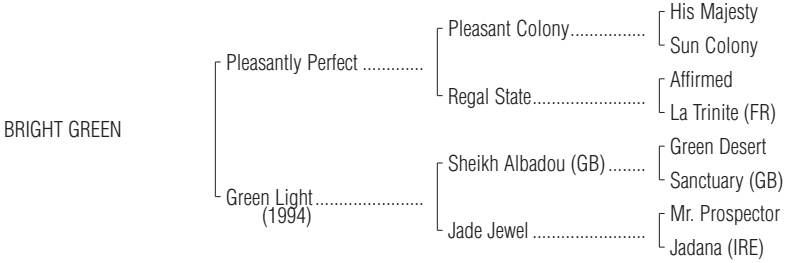 His Majesty
Pleasant Colony................
Sun Colony
Pleasantly Perfect .............
Affirmed
Regal State........................
La Trinite (FR)
BRIGHT GREEN
Green Desert
Sheikh Albadou (GB) ........
Sanctuary (GB)
Green Light.......................
(1994)
Mr. Prospector
Jade Jewel ........................
Jadana (IRE)